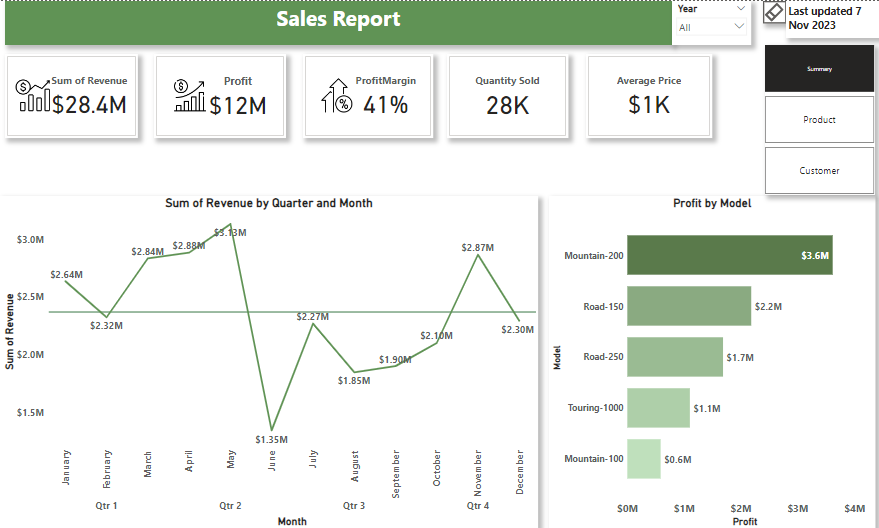 Sales Report
Year
All
Last updated 7
Nov 2023
Sum of Revenue
$28.4M
Profit
$12M
ProfitMargin
41%
Quantity Sold
28K
Average Price
$1K
Summary
Product
Customer
Sum of Revenue by Quarter and Month
Sum of Revenue
$3.0M
$2.5M
$2.0M
$1.5M
$2.64M
$2.32M
$2.84M
$2.88M
$3.13M
$1.35M
$2.27M
$1.85M
$1.90M
$2.10M
$2.87M
$2.30M
January
February
March
April
May
June
July
August
September
October
November
December
Qtr 1
Qtr 2
Qtr 3
Qtr 4
Month
Profit by Model
Model
Mountain-200
$3.6M
Road-150
$2.2M
Road-250
$1.7M
Touring-1000
$1.1M
Mountain-100
$0.6M
$0M
$1M
$2M
$3M
$4M
Profit